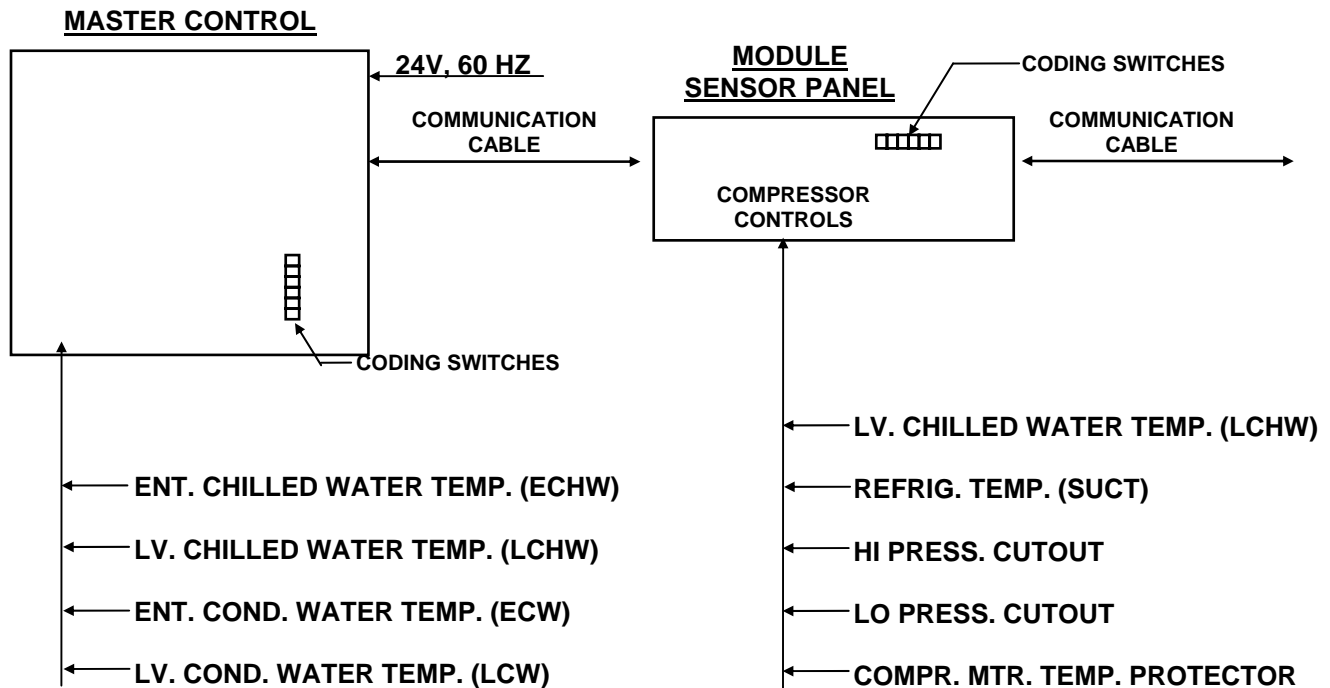 MASTER CONTROL
24V, 60 HZ
COMMUNICATION
CABLE
CODING SWITCHES
ENT. CHILLED WATER TEMP. (ECHW)
LV. CHILLED WATER TEMP. (LCHW)
ENT. COND. WATER TEMP. (ECW)
LV. COND. WATER TEMP. (LCW)
MODULE
SENSOR PANEL
CODING SWITCHES
COMMUNICATION
CABLE
COMPRESSOR
CONTROLS
LV. CHILLED WATER TEMP. (LCHW)
REFRIG. TEMP. (SUCT)
HI PRESS. CUTOUT
LO PRESS. CUTOUT
COMPR. MTR. TEMP. PROTECTOR